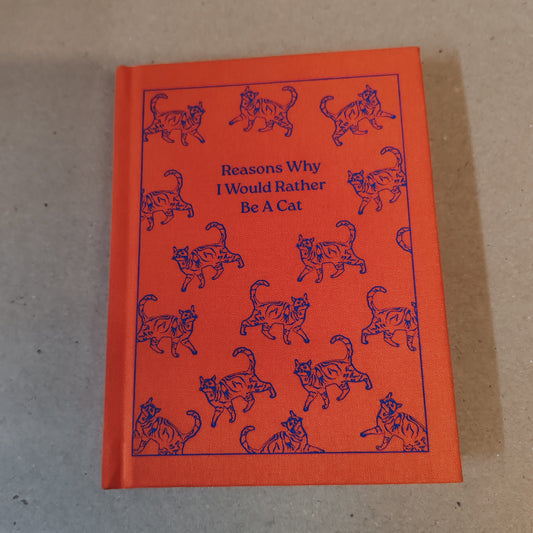 Reasons Why
I Would Rather
Be A Cat